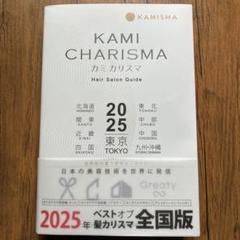 KAMISMA
KAMI
CHARISMA
カミカリスマ
Hair Salon Guide
北海道 20 東北
HOKKAIDO TOHOKU
関東 25 中部
KANTO CHUBU
近畿 東京 中国
KINKI TOKYO CHUGOKU
四国 九州・沖縄
SHIKOKU
日本の美容技術を世界に発信
2025年 ベストオブ髪カリスマ 全国版